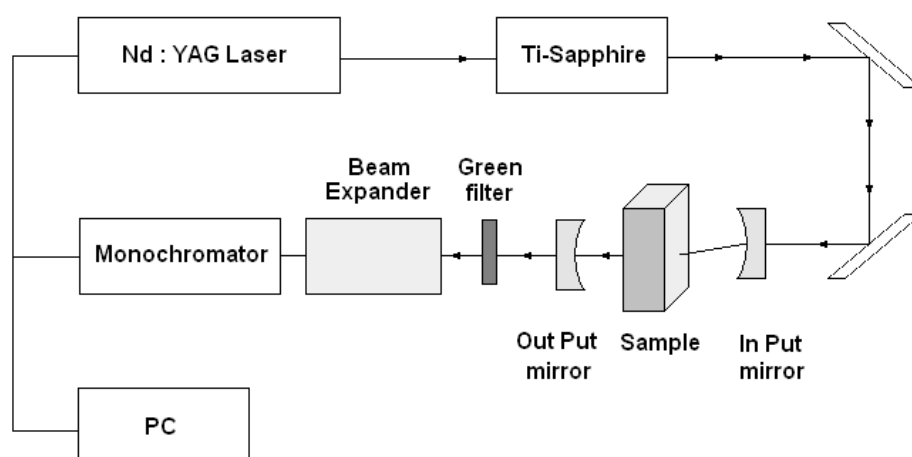 Nd : YAG Laser
Ti-Sapphire
Beam
Expander
Green
filter
Monochromator
Out Put
mirror
Sample
In Put
mirror
PC